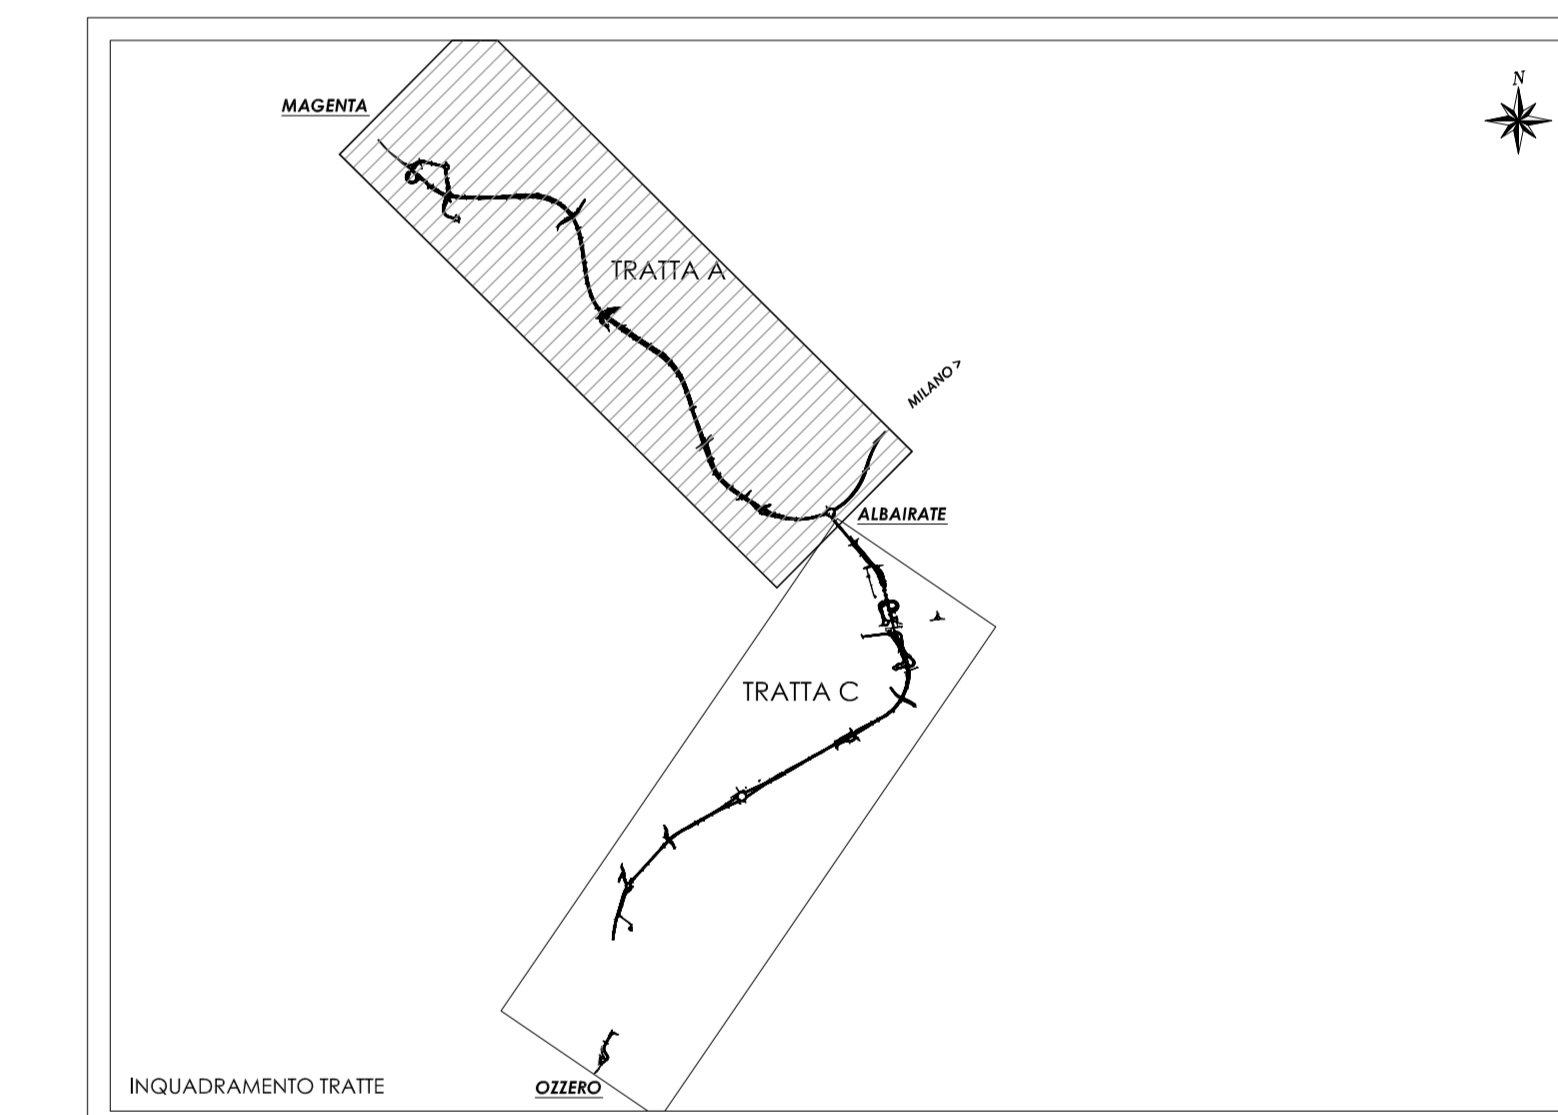 N
MAGENTA
TRATTA A
MILANO >
ALBAIRATE
TRATTA C
INQUADRAMENTO TRATTE
OZZERO